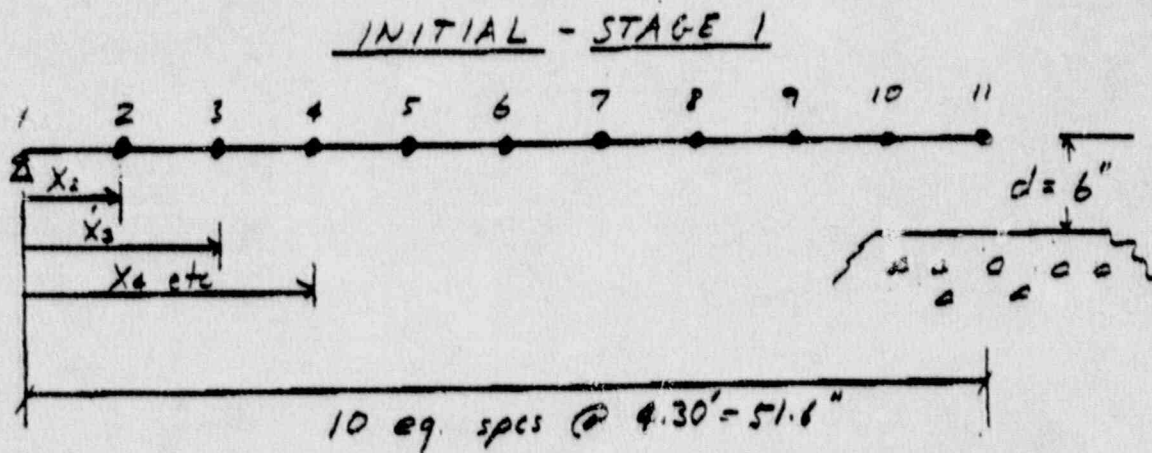 INITIAL - STAGE 1
1 2 3 4 5 6 7 8 9 10 11
X2
d = 6"
X3
X4 etc
10 eq. spcs @ 4.30' = 51.6"